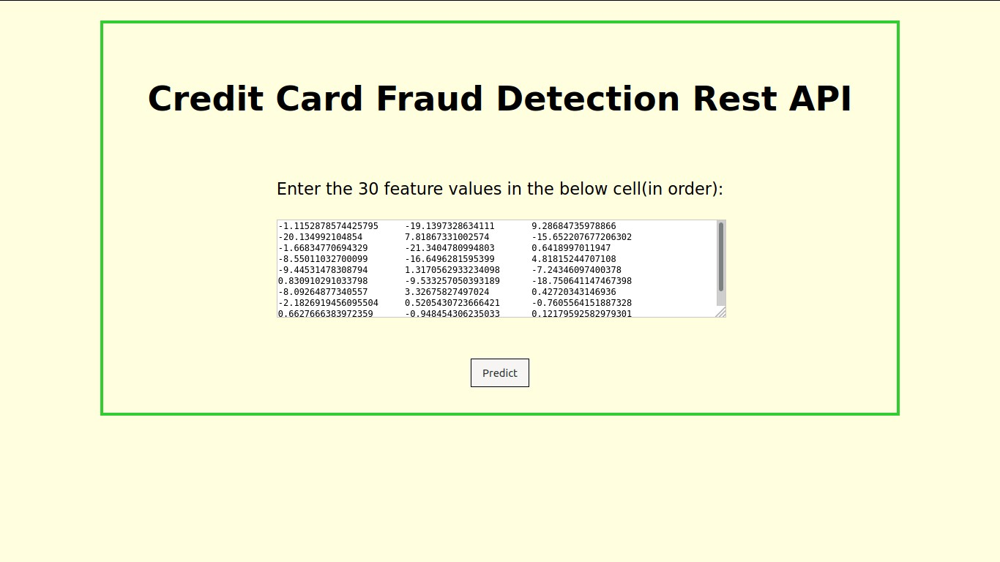 Credit Card Fraud Detection Rest API
Enter the 30 feature values in the below cell(in order):
-1.1152878574425795 -19.1397328634111 9.28684735978866
-20.134992104854 7.81867331002574 -15.652207677206302
-1.66834770694329 -21.3404780994803 0.6418997011947
-8.55011032700099 -16.6496281595399 4.81815244707108
-9.44531478308794 1.3170562933234098 -7.24346097400378
0.830910291033798 -9.533257050393189 -18.750641147467398
-8.09264877340557 3.32675827497024 0.42720343146936
-2.1826919456095504 0.5205430723666421 -0.7605564151887328
0.6627666383972359 -0.948454306235033 0.12179592582979301
Predict